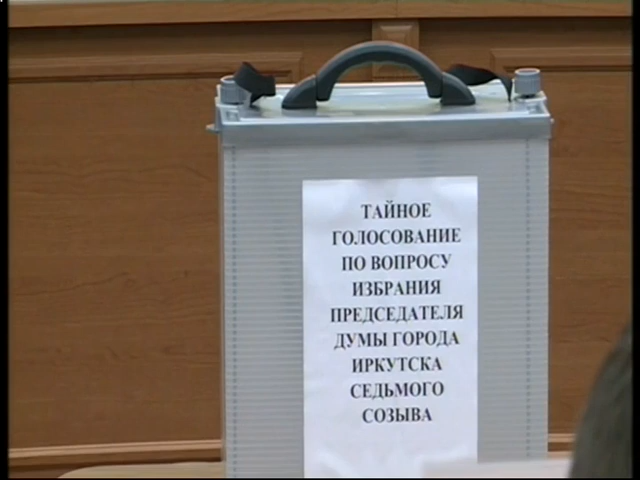 ТАЙНОЕ
ГОЛОСОВАНИЕ
ПО ВОПРОСУ
ИЗБРАНИЯ
ПРЕДСЕДАТЕЛЯ
ДУМЫ ГОРОДА
ИРКУТСКА
СЕДЬМОГО
СОЗЫВА